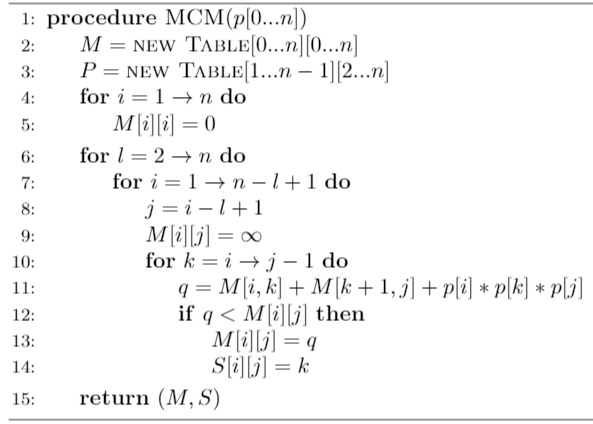 1: procedure MCM(p[0...n])
2: M = NEW TABLE[0...n][0...n]
3: P = NEW TABLE[1...n − 1][2...n]
4: for i = 1 → n do
5: M[i][i] = 0
6: for l = 2 → n do
7: for i = 1 → n − l + 1 do
8: j = i − l + 1
9: M[i][j] = ∞
10: for k = i → j − 1 do
11: q = M[i, k] + M[k + 1, j] + p[i] ∗ p[k] ∗ p[j]
12: if q < M[i][j] then
13: M[i][j] = q
14: S[i][j] = k
15: return (M, S)